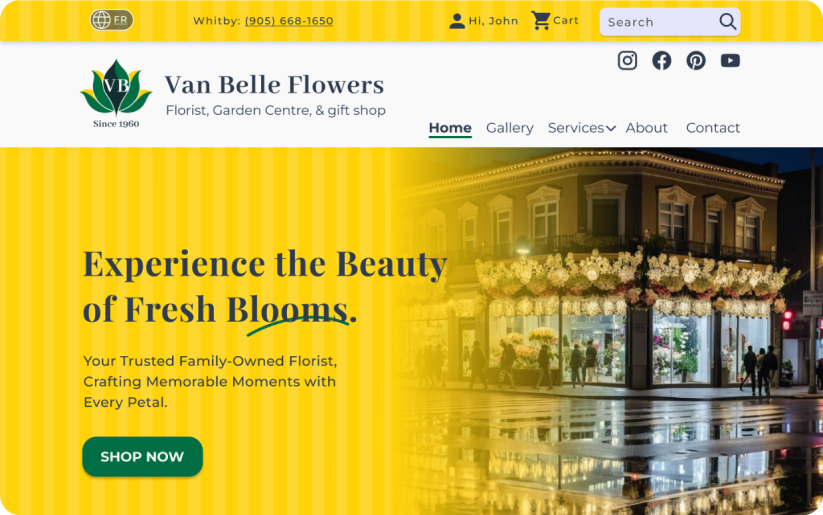 FR
Whitby: (905) 668-1650
Hi, John
Cart
Search
VB
Since 1960
Van Belle Flowers
Florist, Garden Centre, & gift shop
Home
Gallery
Services
About
Contact
Experience the Beauty
of Fresh Blooms.
Your Trusted Family-Owned Florist,
Crafting Memorable Moments with
Every Petal.
SHOP NOW